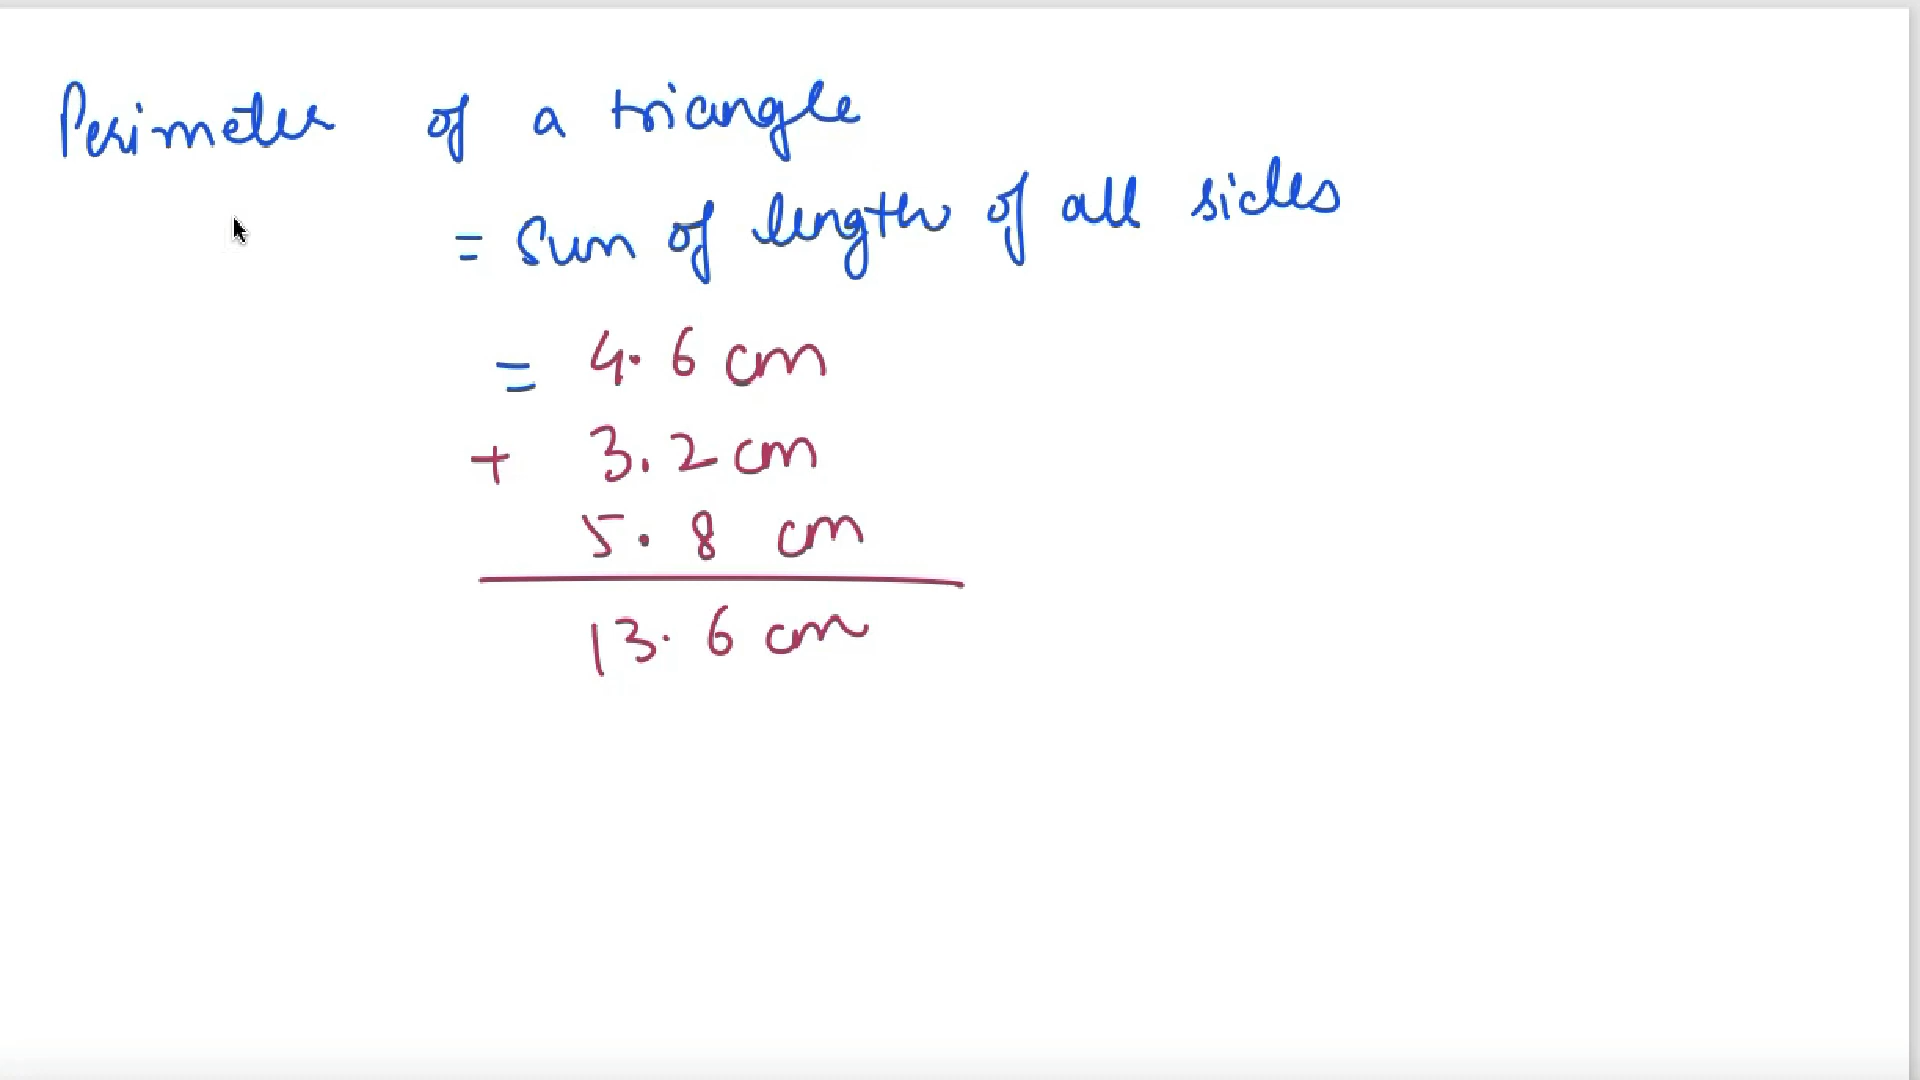 Perimeter of a triangle
= Sum of length of all sides
= 4.6 cm
+ 3.2 cm
5.8 cm
13.6 cm